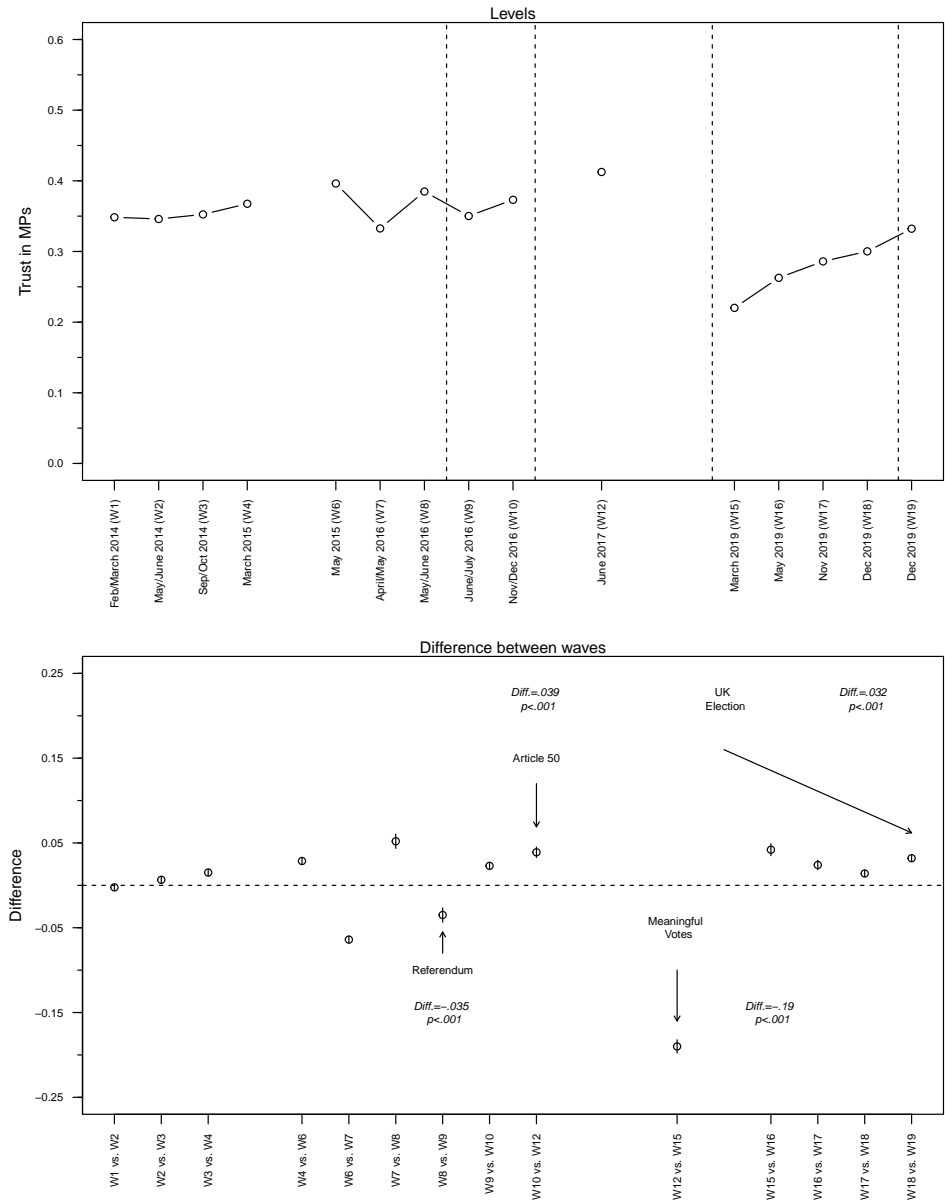 Levels
Trust in MPs
0.6
0.5
0.4
0.3
0.2
0.1
0.0
Feb/March 2014 (W1)
May/June 2014 (W2)
Sep/Oct 2014 (W3)
March 2015 (W4)
May 2015 (W6)
April/May 2016 (W7)
May/June 2016 (W8)
June/July 2016 (W9)
Nov/Dec 2016 (W10)
June 2017 (W12)
March 2019 (W15)
May 2019 (W16)
Nov 2019 (W17)
Dec 2019 (W18)
Dec 2019 (W19)
Difference between waves
Difference
0.25
0.15
0.05
−0.05
−0.15
−0.25
Diff.=.039
p<.001
UK
Election
Diff.=.032
p<.001
Article 50
Meaningful
Votes
Referendum
Diff.=−.035
p<.001
Diff.=−.19
p<.001
W1 vs. W2
W2 vs. W3
W3 vs. W4
W4 vs. W6
W6 vs. W7
W7 vs. W8
W8 vs. W9
W9 vs. W10
W10 vs. W12
W12 vs. W15
W15 vs. W16
W16 vs. W17
W17 vs. W18
W18 vs. W19